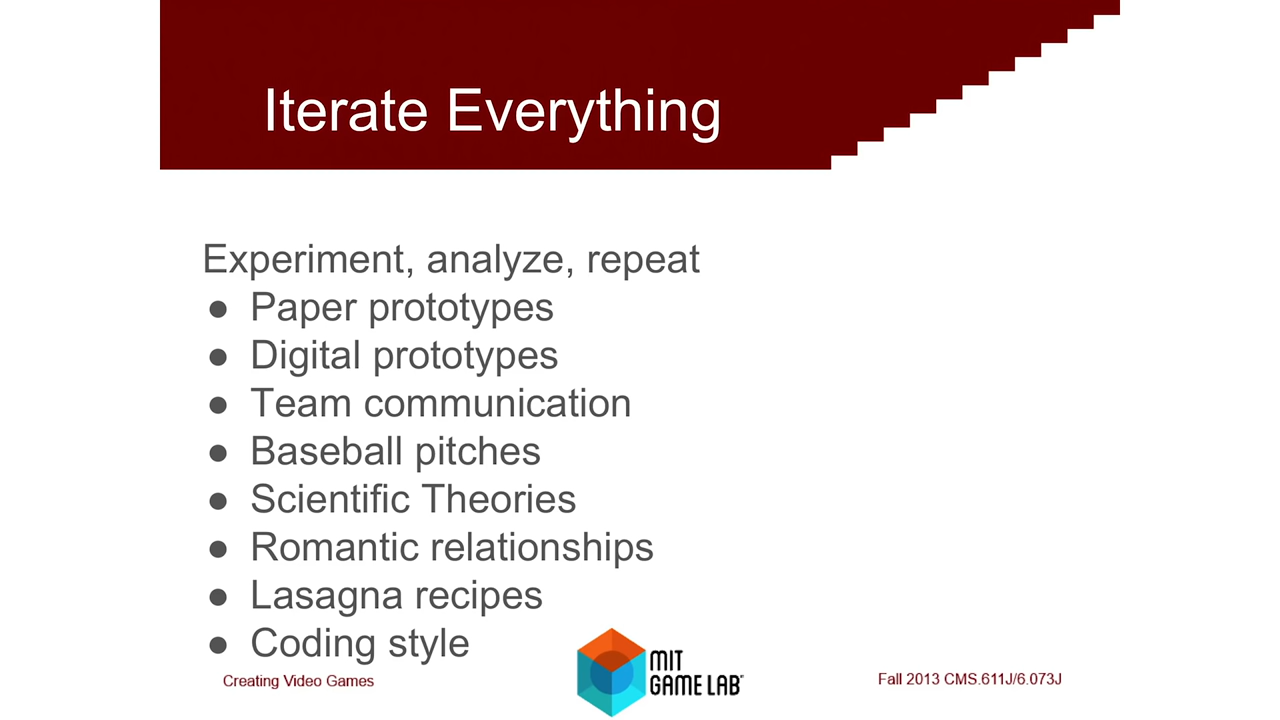 Iterate Everything
Experiment, analyze, repeat
● Paper prototypes
● Digital prototypes
● Team communication
● Baseball pitches
● Scientific Theories
● Romantic relationships
● Lasagna recipes
● Coding style
Creating Video Games
MIT
GAME LAB
Fall 2013 CMS.611J/6.073J